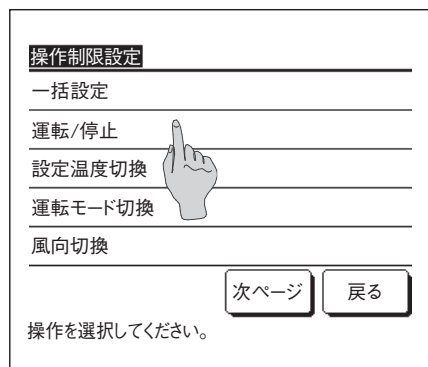 操作制限設定
一括設定
運転/停止
設定温度切換
運転モード切換
風向切換
次ページ 戻る
操作を選択してください。